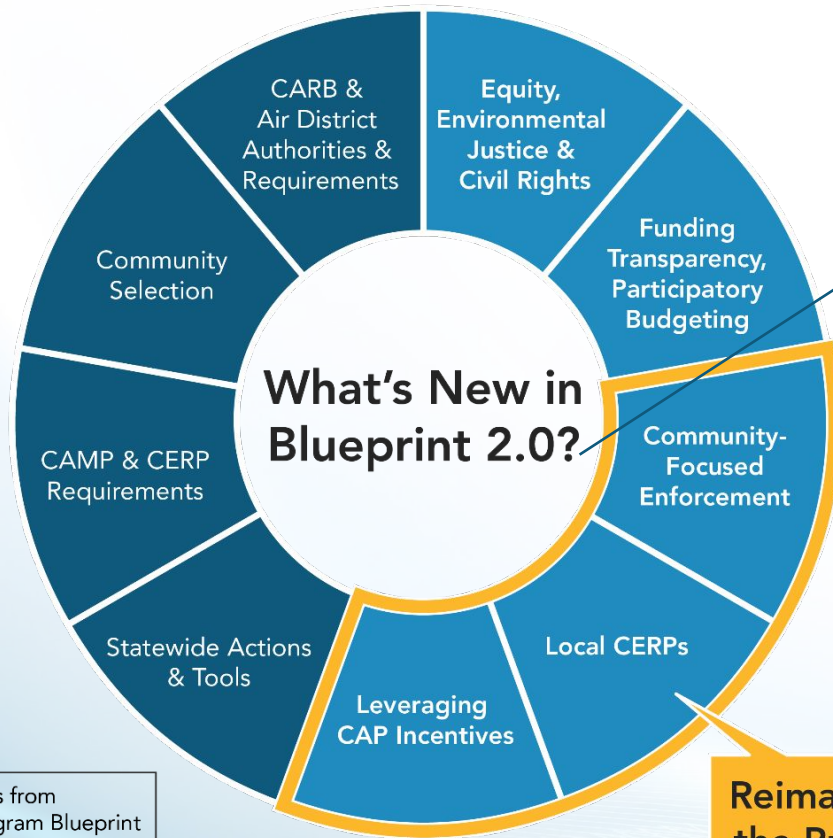 CARB &
Air District
Authorities &
Requirements
Equity,
Environmental
Justice &
Civil Rights
Funding
Transparency,
Participatory
Budgeting
Community
Selection
What's New in
Blueprint 2.0?
Community-
Focused
Enforcement
CAMP & CERP
Requirements
Statewide Actions
& Tools
Local CERPs
Leveraging
CAP Incentives
from
Blueprint